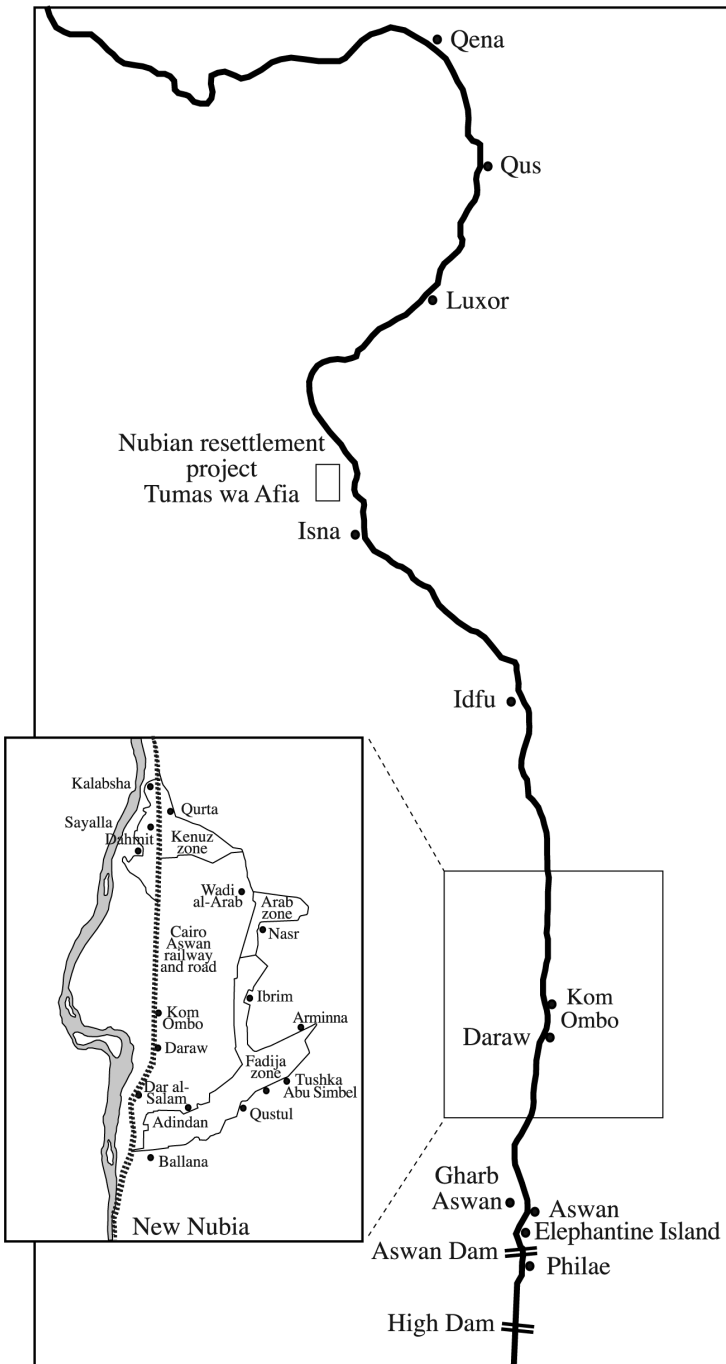 Qena
Qus
Luxor
Nubian resettlement
project
Tumas wa Afia
Isna
Idfu
Kom
Ombo
Daraw
Gharb
Aswan
Aswan
Elephantine Island
Aswan Dam
Philae
High Dam
Kalabsha
Qurta
Sayalla
Dahmit
Kenuz
zone
Wadi
al-Arab
Arab
zone
Nasr
Cairo
Aswan
railway
and road
Ibrim
Kom
Ombo
Arminna
Daraw
Fadija
zone
Tushka
Abu Simbel
Dar al-
Salam
Adindan
Qustul
Ballana
New Nubia